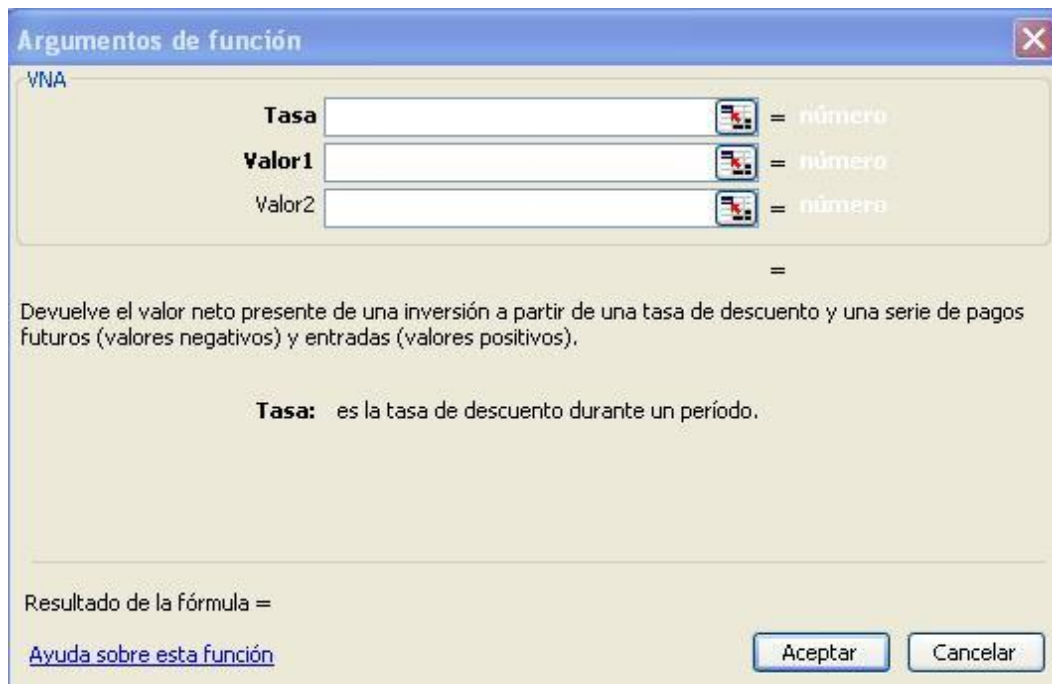 Argumentos de función
VNA
Tasa = número
Valor1 = número
Valor2 = número
=
Devuelve el valor neto presente de una inversión a partir de una tasa de descuento y una serie de pagos
futuros (valores negativos) y entradas (valores positivos).
Tasa: es la tasa de descuento durante un período.
Resultado de la fórmula =
Ayuda sobre esta función
Aceptar Cancelar